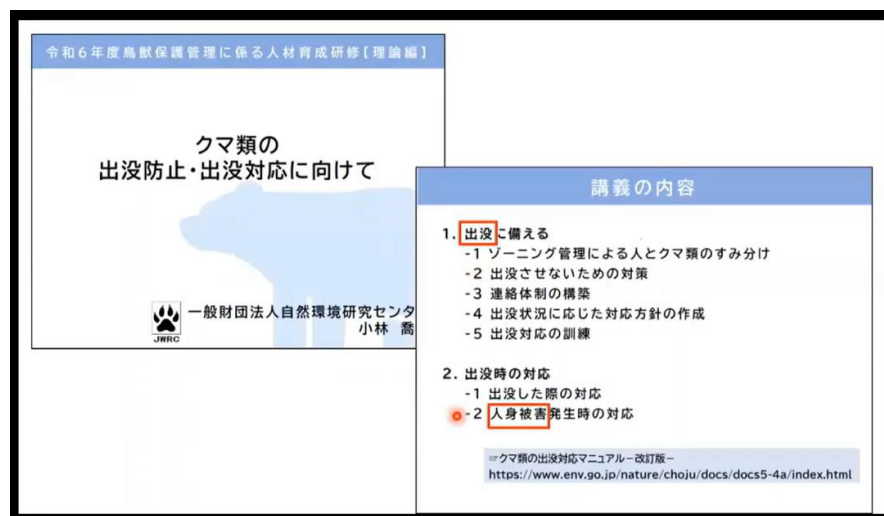 令和6年度鳥獣保護管理に係る人材育成研修【理論編】
クマ類の
出没防止・出没対応に向けて
一般財団法人自然環境研究センタ
小林 喬
JWRC
講義の内容
1. 出没に備える
-1 ゾーニング管理による人とクマ類のすみ分け
-2 出没させないための対策
-3 連絡体制の構築
-4 出没状況に応じた対応方針の作成
-5 出没対応の訓練
2. 出没時の対応
-1 出没した際の対応
-2 人身被害発生時の対応
☞クマ類の出没対応マニュアル－改訂版－
https://www.env.go.jp/nature/choju/docs/docs5-4a/index.html